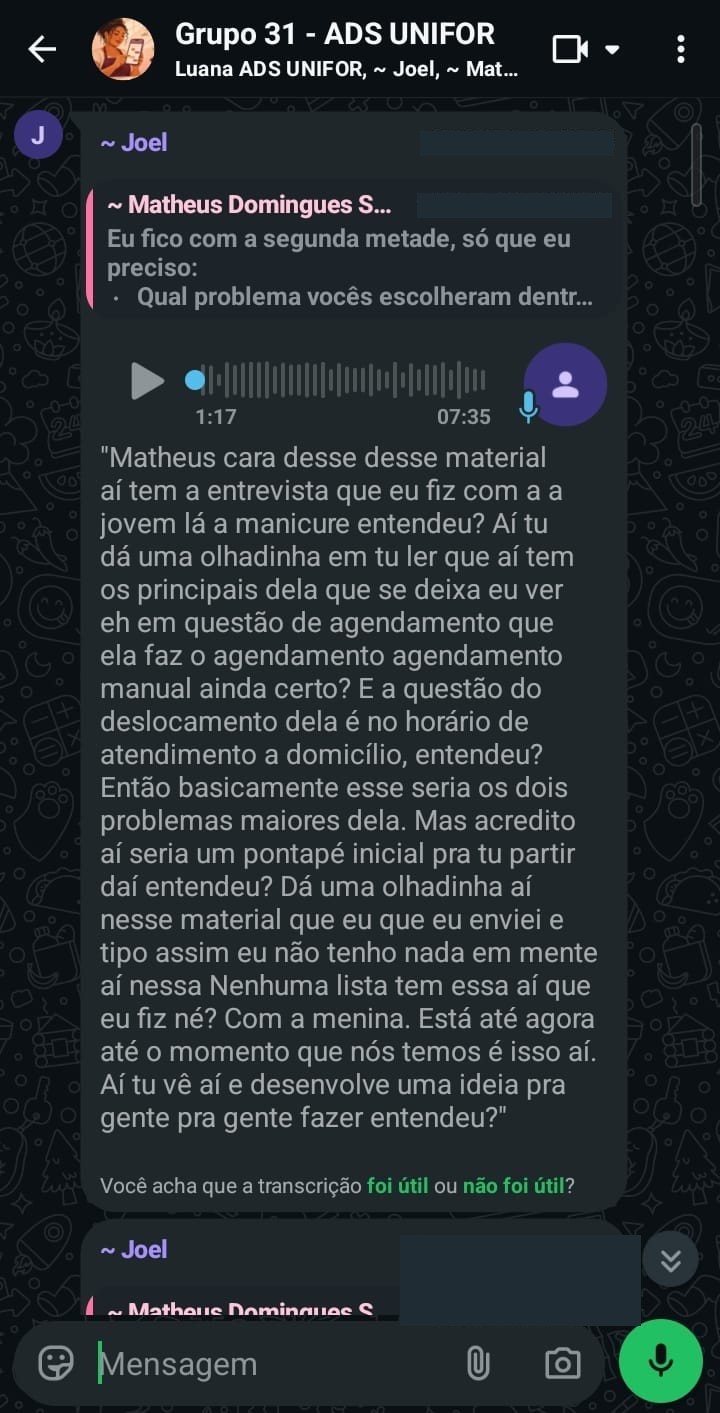 Grupo 31 - ADS UNIFOR
Luana ADS UNIFOR, ~ Joel, ~ Mat...
J
~ Joel
~ Matheus Domingues S...
Eu fico com a segunda metade, só que eu
preciso:
· Qual problema vocês escolheram dentr...
1:17
07:35
"Matheus cara desse desse material
aí tem a entrevista que eu fiz com a a
jovem lá a manicure entendeu? Aí tu
dá uma olhadinha em tu ler que aí tem
os principais dela que se deixa eu ver
eh em questão de agendamento que
ela faz o agendamento agendamento
manual ainda certo? E a questão do
deslocamento dela é no horário de
atendimento a domicílio, entendeu?
Então basicamente esse seria os dois
problemas maiores dela. Mas acredito
aí seria um pontapé inicial pra tu partir
daí entendeu? Dá uma olhadinha aí
nesse material que eu que eu enviei e
tipo assim eu não tenho nada em mente
aí nessa Nenhuma lista tem essa aí que
eu fiz né? Com a menina. Está até agora
até o momento que nós temos é isso aí.
Aí tu vê aí e desenvolve uma ideia pra
gente pra gente fazer entendeu?"
Você acha que a transcrição foi útil ou não foi útil?
~ Joel
~ Matheus Domingues S
Mensagem